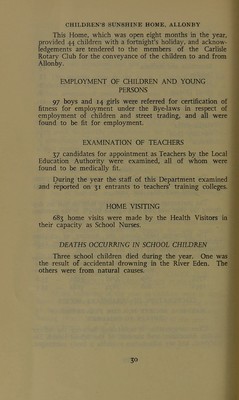 CHILDREN'S SUNSHINE HOME, ALLONBY
This Home, which was open eight months in the year,
provided 44 children with a fortnight's holiday, and acknow-
ledgements are tendered to the members of the Carlisle
Rotary Club for the conveyance of the children to and from
Allonby.
EMPLOYMENT OF CHILDREN AND YOUNG
PERSONS
97 boys and 24 girls were referred for certification of
fitness for employment under the Bye-laws in respect of
employment of children and street trading, and all were
found to be fit for employment.
EXAMINATION OF TEACHERS
37 candidates for appointment as Teachers by the Local
Education Authority were examined, all of whom were
found to be medically fit.
During the year the staff of this Department examined
and reported on 31 entrants to teachers' training colleges.
HOME VISITING
685 home visits were made by the Health Visitors in
their capacity as School Nurses.
DEATHS OCCURRING IN SCHOOL CHILDREN
Three school children died during the year. One was
the result of accidental drowning in the River Eden. The
others were from natural causes.
30